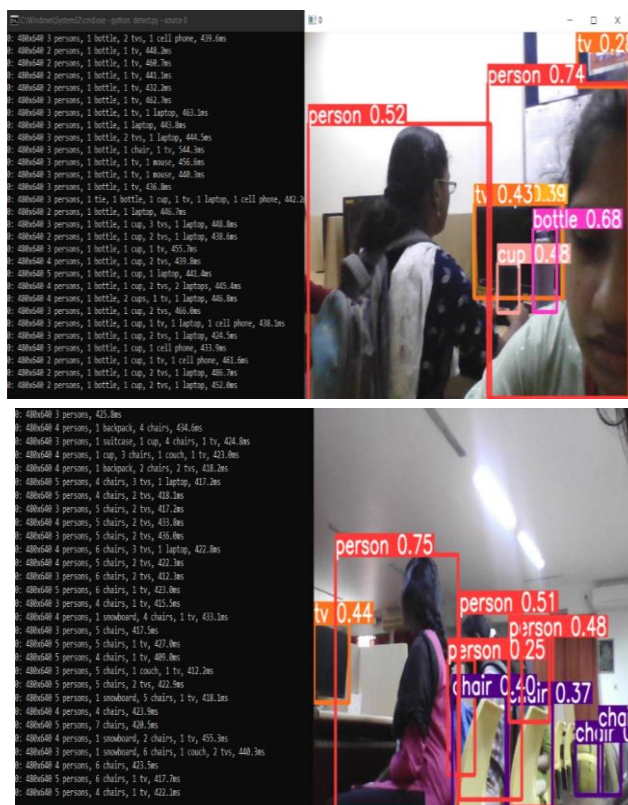 C:\Windows\System32\cmd.exe - python detect.py --source 0
0
0: 480x640 3 persons, 1 bottle, 2 tvs, 1 cell phone, 439.6ms
0: 480x640 2 persons, 1 bottle, 1 tv, 448.2ms
0: 480x640 2 persons, 1 bottle, 1 tv, 460.7ms
0: 480x640 2 persons, 1 bottle, 1 tv, 441.1ms
0: 480x640 2 persons, 1 bottle, 1 tv, 432.2ms
0: 480x640 3 persons, 1 bottle, 1 tv, 462.7ms
0: 480x640 3 persons, 1 bottle, 1 tv, 1 laptop, 463.1ms
0: 480x640 3 persons, 1 bottle, 1 laptop, 443.8ms
0: 480x640 3 persons, 1 bottle, 2 tvs, 1 laptop, 444.5ms
0: 480x640 2 persons, 1 bottle, 1 chair, 1 tv, 544.3ms
0: 480x640 3 persons, 1 bottle, 1 tv, 1 mouse, 456.6ms
0: 480x640 3 persons, 1 bottle, 1 tv, 1 mouse, 440.3ms
0: 480x640 3 persons, 1 bottle, 1 tv, 436.8ms
0: 480x640 3 persons, 1 tie, 1 bottle, 1 cup, 1 tv, 1 laptop, 1 cell phone, 442.2
0: 480x640 2 persons, 1 bottle, 1 laptop, 446.7ms
0: 480x640 3 persons, 1 bottle, 1 cup, 3 tvs, 1 laptop, 448.8ms
0: 480x640 2 persons, 1 bottle, 1 cup, 2 tvs, 1 laptop, 438.6ms
0: 480x640 3 persons, 1 bottle, 1 cup, 1 tv, 455.7ms
0: 480x640 4 persons, 1 bottle, 1 cup, 2 tvs, 439.8ms
0: 480x640 5 persons, 1 bottle, 1 cup, 1 laptop, 441.4ms
0: 480x640 4 persons, 1 bottle, 1 cup, 2 tvs, 2 laptops, 445.4ms
0: 480x640 4 persons, 1 bottle, 2 cups, 1 tv, 1 laptop, 446.8ms
0: 480x640 3 persons, 1 bottle, 1 cup, 2 tvs, 466.0ms
0: 480x640 3 persons, 1 bottle, 1 cup, 1 tv, 1 laptop, 1 cell phone, 438.1ms
0: 480x640 3 persons, 1 bottle, 1 cup, 2 tvs, 1 laptop, 424.5ms
0: 480x640 3 persons, 1 bottle, 1 cup, 1 cell phone, 433.9ms
0: 480x640 2 persons, 1 bottle, 1 cup, 1 tv, 1 cell phone, 461.6ms
0: 480x640 2 persons, 1 bottle, 1 cup, 2 tvs, 1 laptop, 486.7ms
0: 480x640 2 persons, 1 bottle, 1 cup, 2 tvs, 1 laptop, 452.0ms
tv 0.28
person 0.74
person 0.52
tv 0.43 0.39
bottle 0.68
cup 0.48
0: 480x640 3 persons, 425.8ms
0: 480x640 4 persons, 1 backpack, 4 chairs, 434.6ms
0: 480x640 3 persons, 1 suitcase, 1 cup, 4 chairs, 1 tv, 424.8ms
0: 480x640 4 persons, 1 cup, 3 chairs, 1 couch, 1 tv, 423.0ms
0: 480x640 4 persons, 1 backpack, 2 chairs, 2 tvs, 418.2ms
0: 480x640 5 persons, 4 chairs, 3 tvs, 1 laptop, 417.2ms
0: 480x640 5 persons, 4 chairs, 2 tvs, 418.1ms
0: 480x640 3 persons, 5 chairs, 2 tvs, 417.2ms
0: 480x640 4 persons, 5 chairs, 2 tvs, 433.8ms
0: 480x640 3 persons, 5 chairs, 2 tvs, 436.0ms
0: 480x640 4 persons, 6 chairs, 3 tvs, 1 laptop, 422.8ms
0: 480x640 4 persons, 5 chairs, 2 tvs, 422.3ms
0: 480x640 3 persons, 6 chairs, 2 tvs, 412.3ms
0: 480x640 5 persons, 6 chairs, 1 tv, 423.0ms
0: 480x640 3 persons, 4 chairs, 1 tv, 415.5ms
0: 480x640 4 persons, 1 snowboard, 4 chairs, 1 tv, 433.1ms
0: 480x640 3 persons, 5 chairs, 417.5ms
0: 480x640 5 persons, 5 chairs, 1 tv, 427.0ms
0: 480x640 5 persons, 4 chairs, 1 tv, 409.0ms
0: 480x640 3 persons, 5 chairs, 1 couch, 1 tv, 412.2ms
0: 480x640 3 persons, 5 chairs, 2 tvs, 422.9ms
0: 480x640 5 persons, 1 snowboard, 5 chairs, 1 tv, 418.1ms
0: 480x640 4 persons, 4 chairs, 423.9ms
0: 480x640 5 persons, 7 chairs, 420.5ms
0: 480x640 4 persons, 1 snowboard, 2 chairs, 1 tv, 455.3ms
0: 480x640 3 persons, 1 snowboard, 6 chairs, 1 couch, 2 tvs, 440.3ms
0: 480x640 4 persons, 6 chairs, 423.5ms
0: 480x640 5 persons, 6 chairs, 1 tv, 417.7ms
0: 480x640 5 persons, 4 chairs, 1 tv, 422.1ms
person 0.75
person 0.51
tv 0.44
person 0.48
person 0.25
chair 0.40
chair 0.37
cha
chair